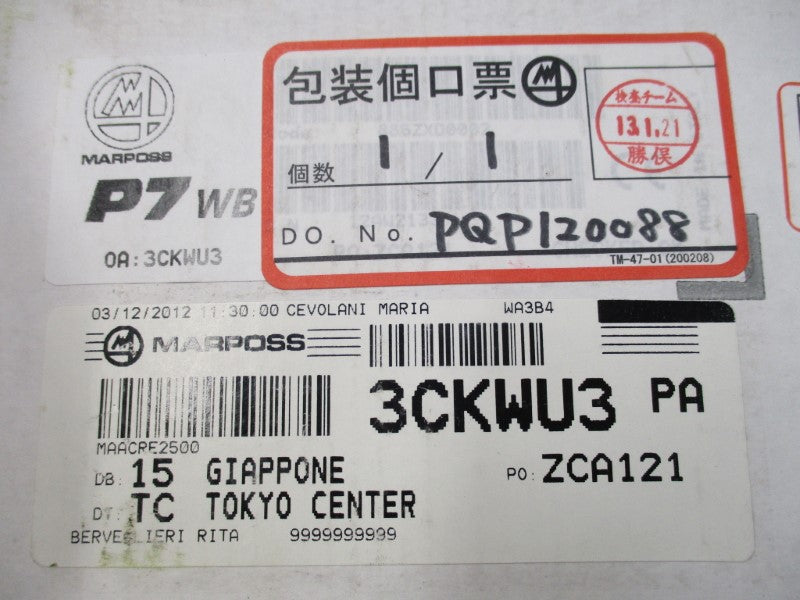 MARPOSS
P7 WB
OA:3CKWU3
包装個口票
個数 1 / 1
検査チーム
13.1.21
勝俣
DO. No. PQP120088
TM-47-01(200208)
03/12/2012 11:30:00 CEVOLANI MARIA WA3B4
MARPOSS
3CKWU3 PA
MAACRE2500
DB: 15 GIAPPONE PO: ZCA121
DT: TC TOKYO CENTER
BERVEGLIERI RITA 9999999999